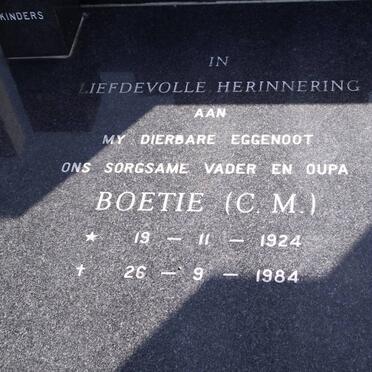 KINDERS
IN
LIEFDEVOLLE HERINNERING
AAN
MY DIERBARE EGGENOOT
ONS SORGSAME VADER EN OUPA
BOETIE (C. M.)
★ 19 – 11 – 1924
† 26 – 9 – 1984